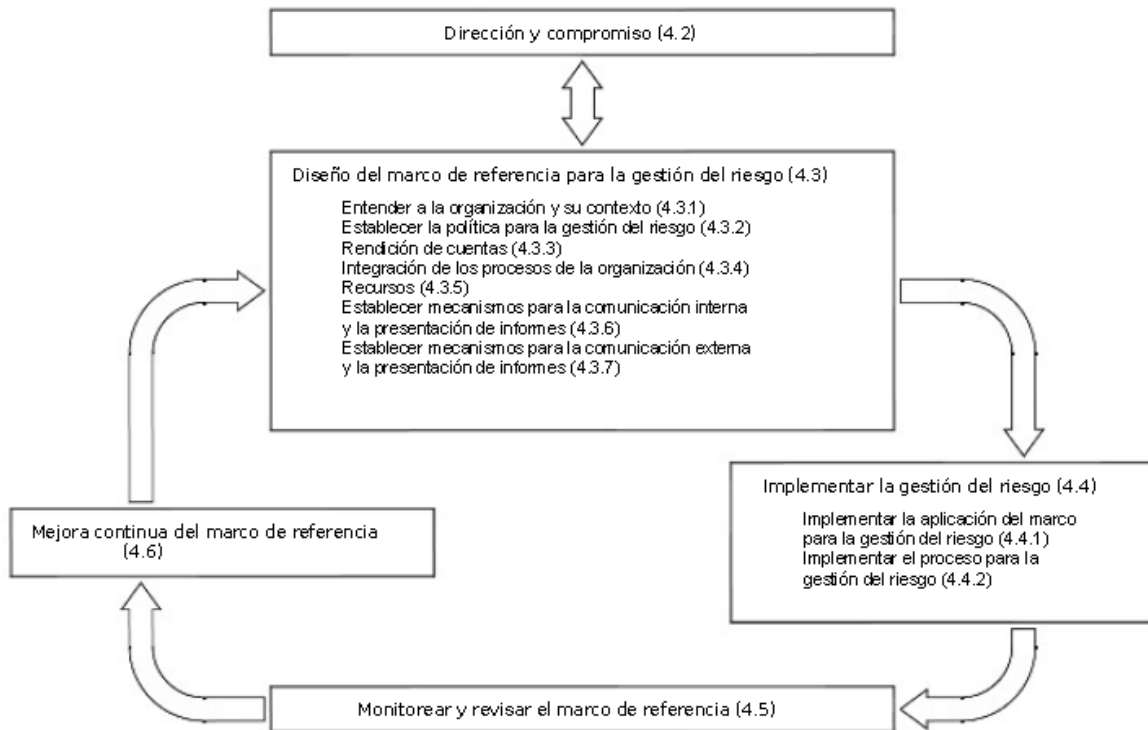 Dirección y compromiso (4.2)
Diseño del marco de referencia para la gestión del riesgo (4.3)
Entender a la organización y su contexto (4.3.1)
Establecer la política para la gestión del riesgo (4.3.2)
Rendición de cuentas (4.3.3)
Integración de los procesos de la organización (4.3.4)
Recursos (4.3.5)
Establecer mecanismos para la comunicación interna
y la presentación de informes (4.3.6)
Establecer mecanismos para la comunicación externa
y la presentación de informes (4.3.7)
Implementar la gestión del riesgo (4.4)
Implementar la aplicación del marco
para la gestión del riesgo (4.4.1)
Implementar el proceso para la
gestión del riesgo (4.4.2)
Mejora continua del marco de referencia
(4.6)
Monitorear y revisar el marco de referencia (4.5)